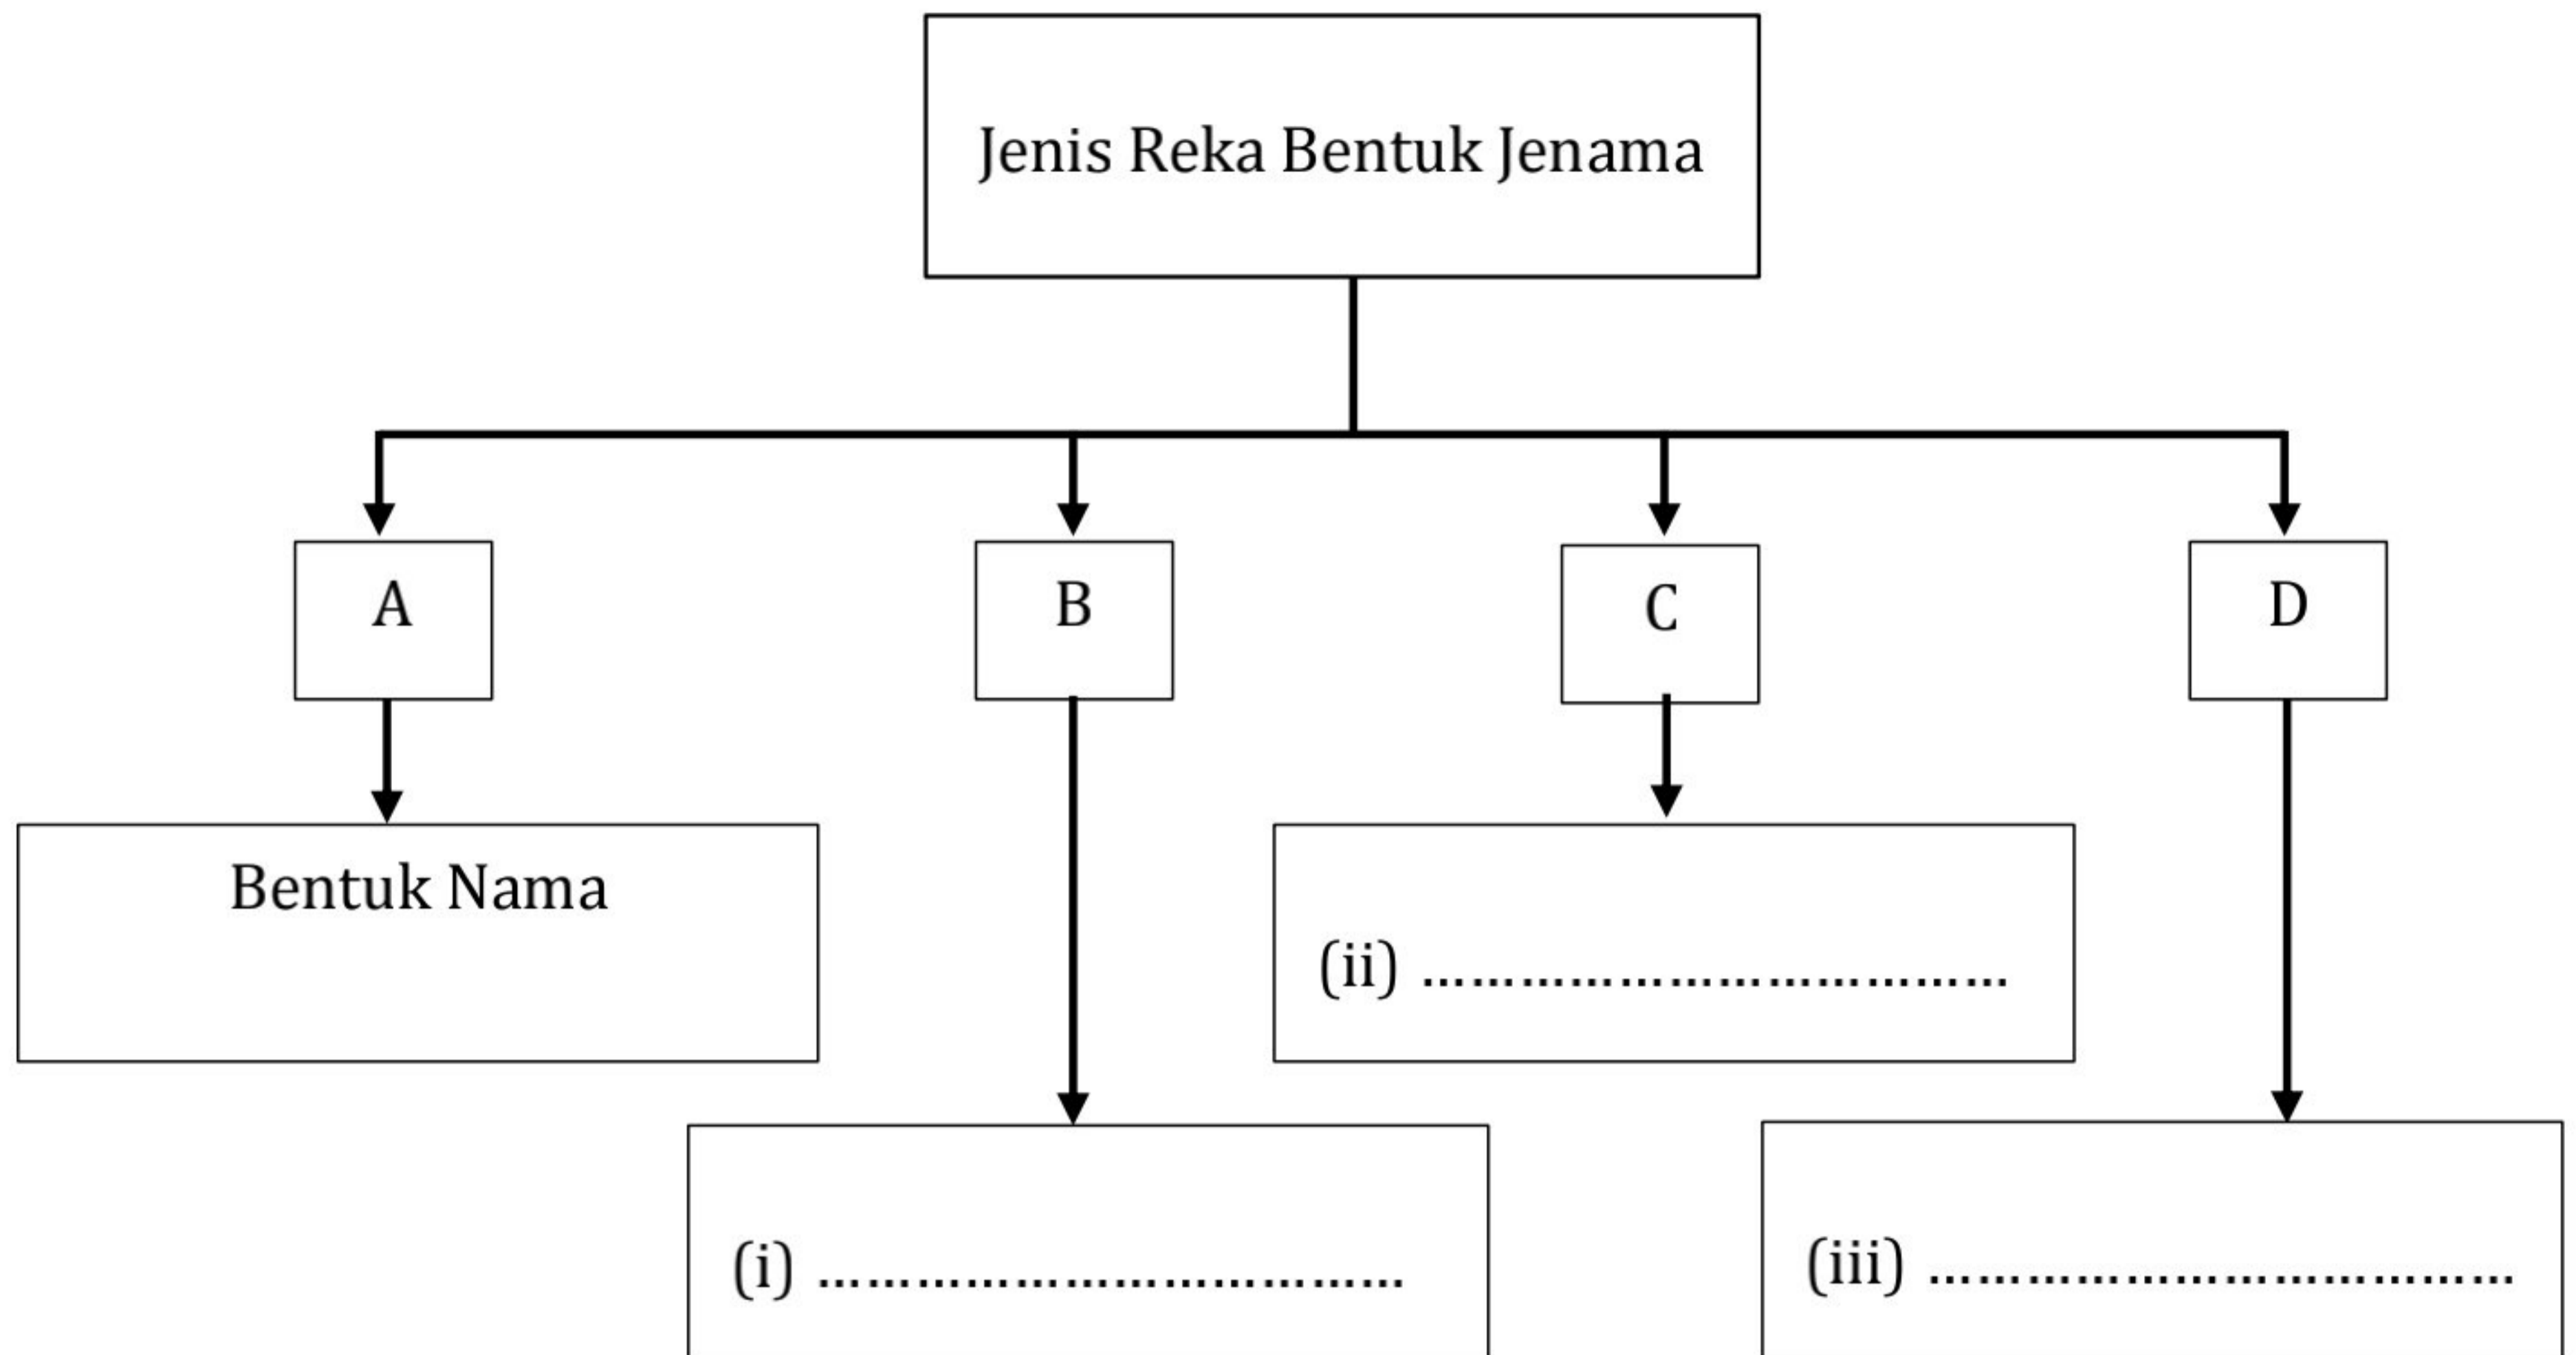 Jenis Reka Bentuk Jenama
A
B
C
D
Bentuk Nama
(ii) .......................................
(i) .......................................
(iii) .......................................